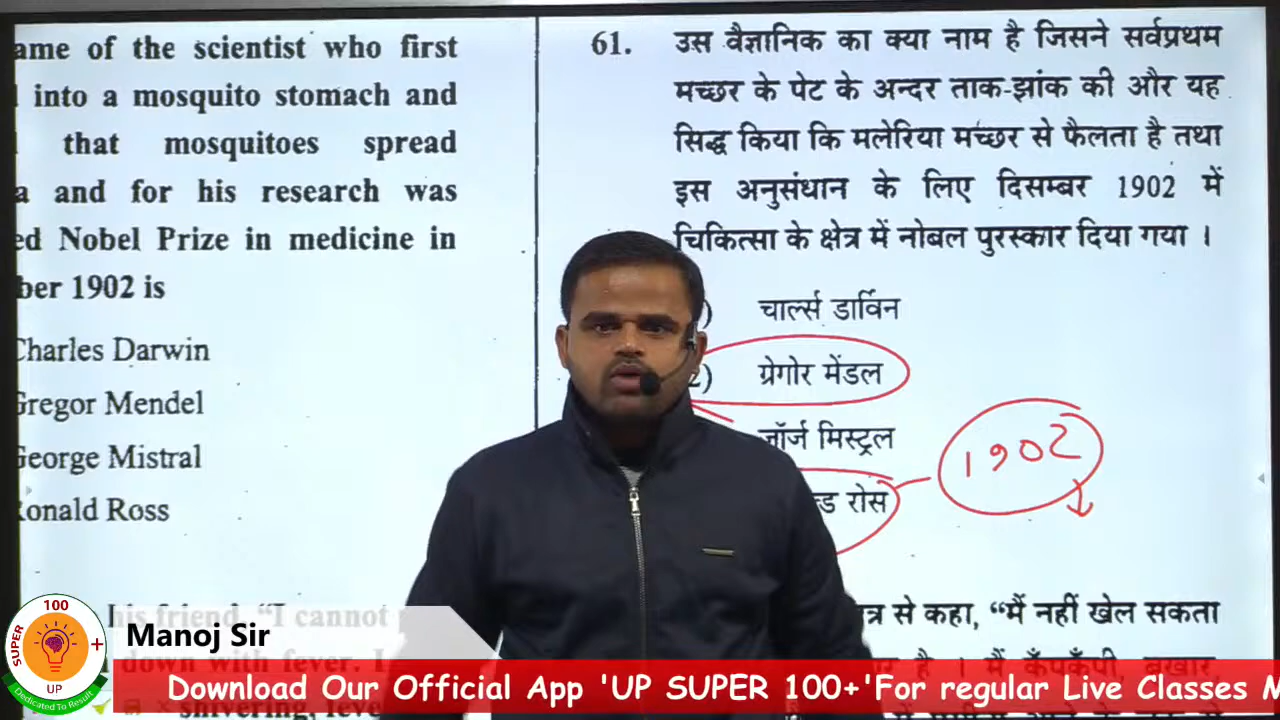 ame of the scientist who first
into a mosquito stomach and
that mosquitoes spread
a and for his research was
ed Nobel Prize in medicine in
ber 1902 is
Charles Darwin
Gregor Mendel
George Mistral
Ronald Ross
his friend, “I cannot
down with fever. I
shivering,
61. उस वैज्ञानिक का क्या नाम है जिसने सर्वप्रथम
मच्छर के पेट के अन्दर ताक-झांक की और यह
सिद्ध किया कि मलेरिया मच्छर से फैलता है तथा
इस अनुसंधान के लिए दिसम्बर 1902 में
चिकित्सा के क्षेत्र में नोबल पुरस्कार दिया गया ।
) चार्ल्स डार्विन
2) ग्रेगोर मेंडल
जॉर्ज मिस्ट्रल
ल्ड रोस
1902
त्र से कहा, “मैं नहीं खेल सकता
है । मैं कँपकँपी, बुखार
100
SUPER
+
UP
Dedicated To Result
Manoj Sir
Download Our Official App 'UP SUPER 100+'For regular Live Classes M